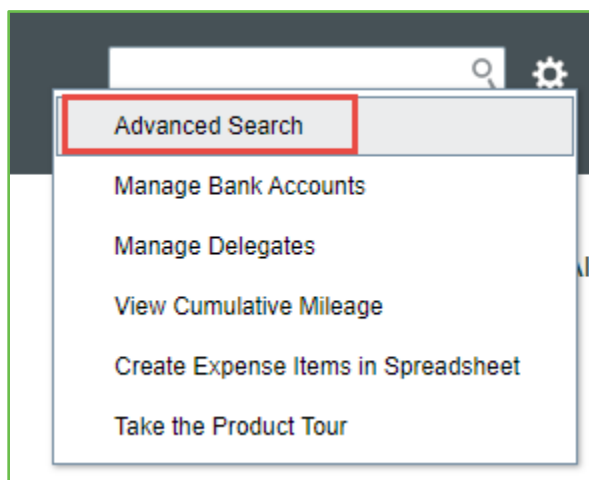 Advanced Search
Manage Bank Accounts
Manage Delegates
View Cumulative Mileage
Create Expense Items in Spreadsheet
Take the Product Tour